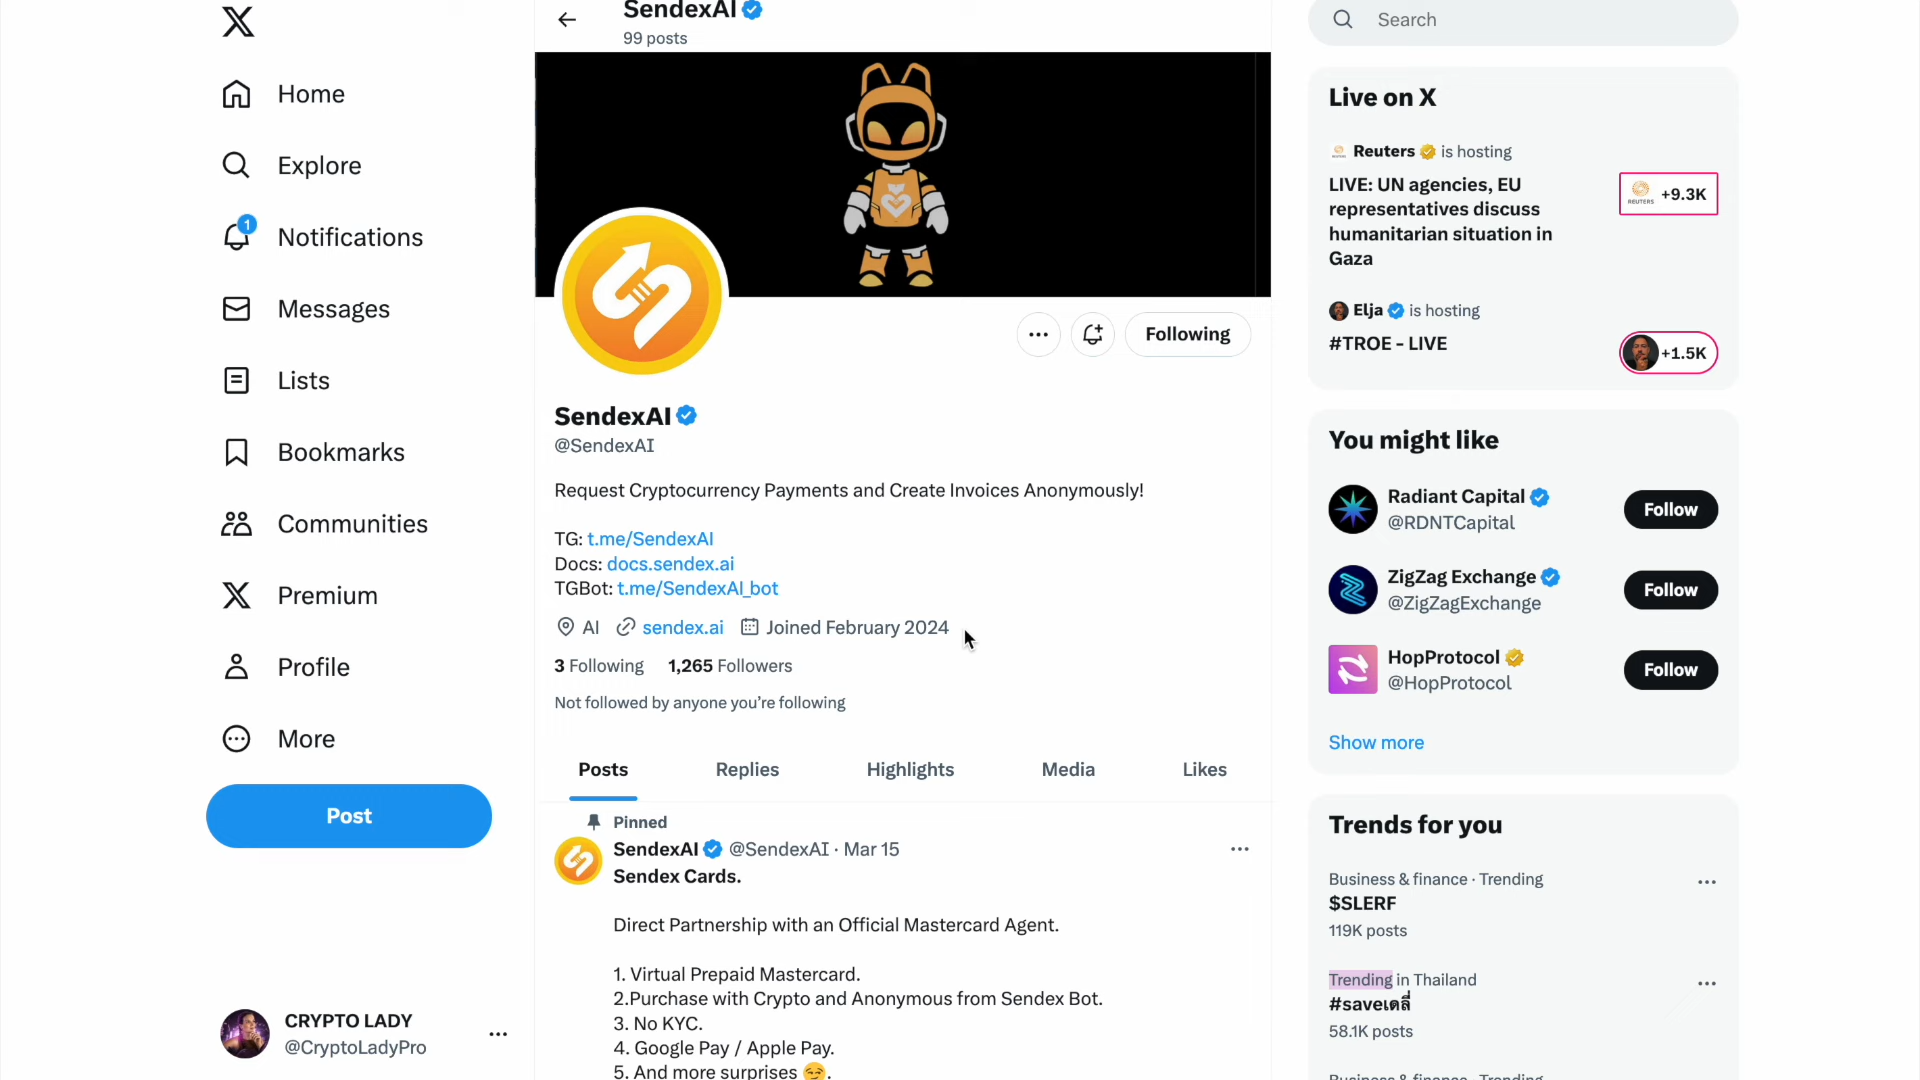 Home
Explore
1
Notifications
Messages
Lists
Bookmarks
Communities
Premium
Profile
More
Post
CRYPTO LADY
@CryptoLadyPro
SendexAI
99 posts
Following
SendexAI
@SendexAI
Request Cryptocurrency Payments and Create Invoices Anonymously!
TG: t.me/SendexAI
Docs: docs.sendex.ai
TGBot: t.me/SendexAI_bot
AI sendex.ai Joined February 2024
3 Following 1,265 Followers
Not followed by anyone you’re following
Posts Replies Highlights Media Likes
Pinned
SendexAI @SendexAI · Mar 15
Sendex Cards.
Direct Partnership with an Official Mastercard Agent.
1. Virtual Prepaid Mastercard.
2.Purchase with Crypto and Anonymous from Sendex Bot.
3. No KYC.
4. Google Pay / Apple Pay.
5. And more surprises 😏.
Search
Live on X
Reuters is hosting
LIVE: UN agencies, EU
representatives discuss
humanitarian situation in
Gaza
REUTERS +9.3K
Elja is hosting
#TROE - LIVE
+1.5K
You might like
Radiant Capital
@RDNTCapital
Follow
ZigZag Exchange
@ZigZagExchange
Follow
HopProtocol
@HopProtocol
Follow
Show more
Trends for you
Business & finance · Trending
$SLERF
119K posts
Trending in Thailand
#saveเดลี่
58.1K posts
Business & finance · Trending